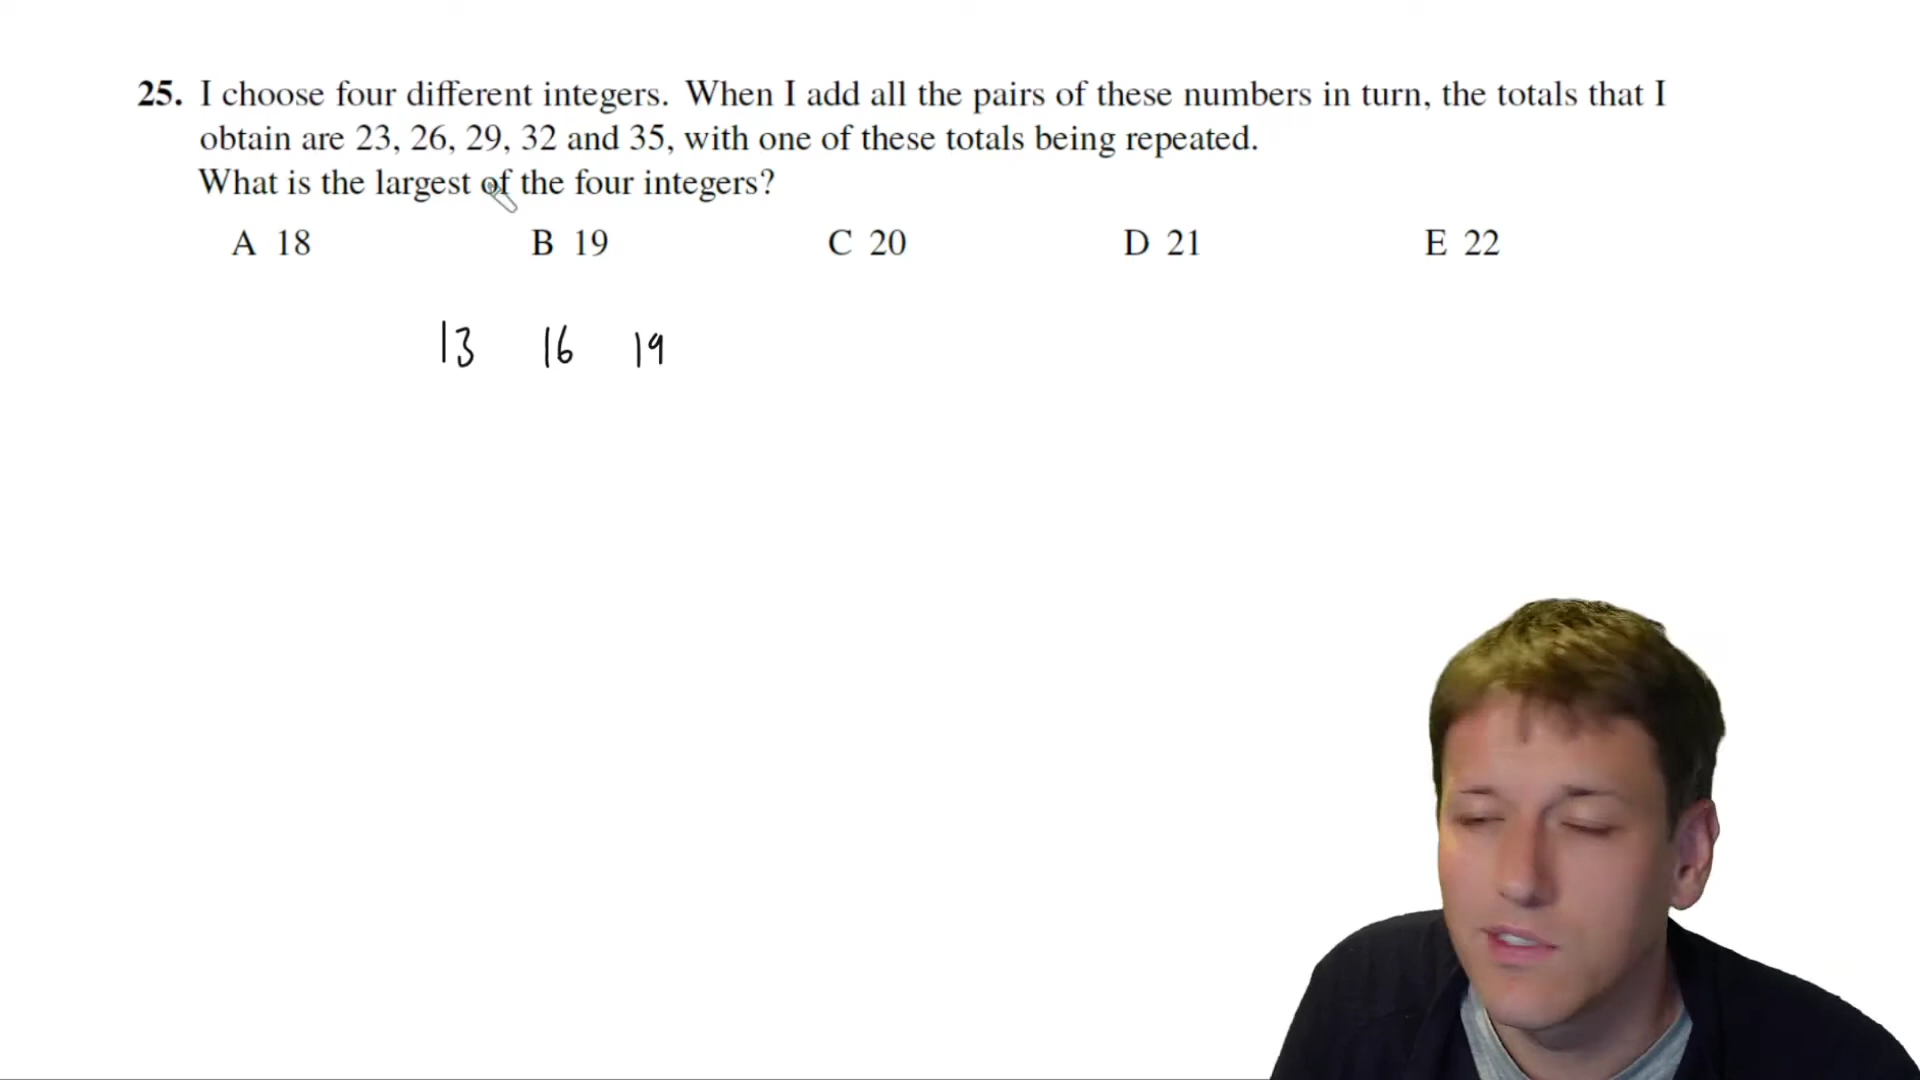 25. I choose four different integers. When I add all the pairs of these numbers in turn, the totals that I
obtain are 23, 26, 29, 32 and 35, with one of these totals being repeated.
What is the largest of the four integers?
A 18 B 19 C 20 D 21 E 22
13 16 19